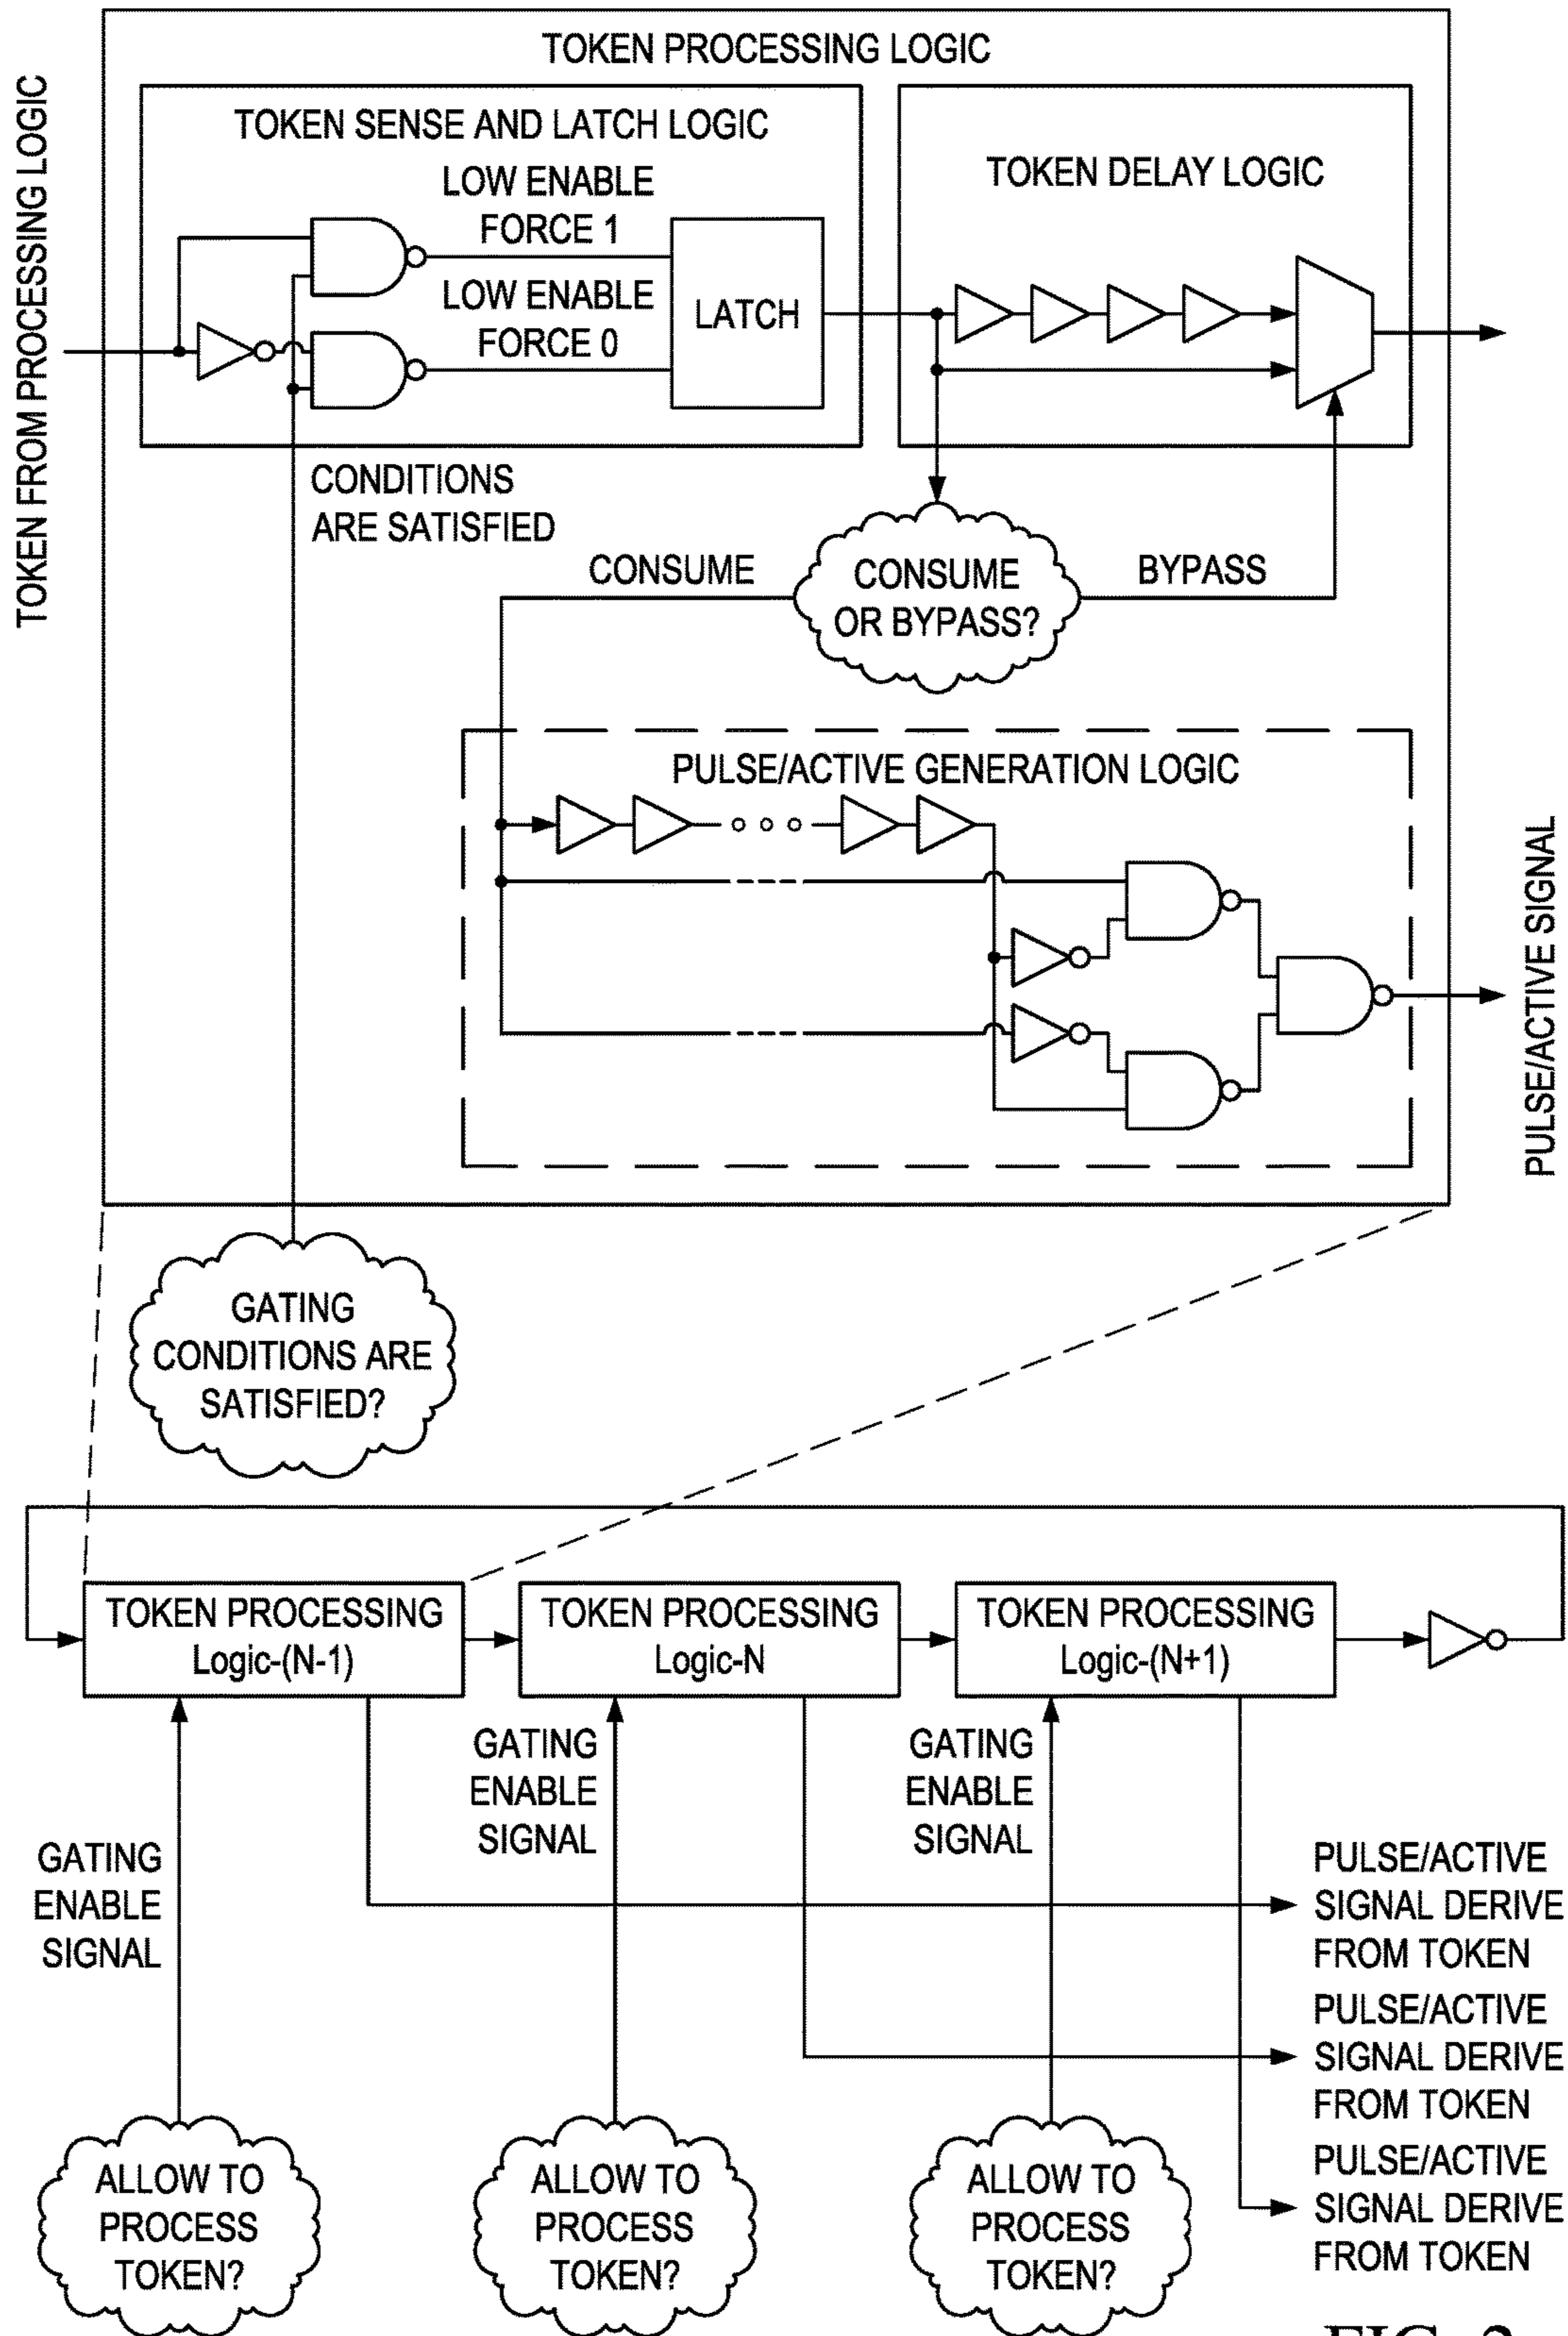 TOKEN PROCESSING LOGIC
TOKEN FROM PROCESSING LOGIC
TOKEN SENSE AND LATCH LOGIC
LOW ENABLE
FORCE 1
LOW ENABLE
FORCE 0
LATCH
TOKEN DELAY LOGIC
CONDITIONS
ARE SATISFIED
CONSUME
CONSUME
OR BYPASS?
BYPASS
PULSE/ACTIVE GENERATION LOGIC
PULSE/ACTIVE SIGNAL
GATING
CONDITIONS ARE
SATISFIED?
TOKEN PROCESSING
Logic-(N-1)
TOKEN PROCESSING
Logic-N
TOKEN PROCESSING
Logic-(N+1)
GATING
ENABLE
SIGNAL
GATING
ENABLE
SIGNAL
GATING
ENABLE
SIGNAL
PULSE/ACTIVE
SIGNAL DERIVE
FROM TOKEN
PULSE/ACTIVE
SIGNAL DERIVE
FROM TOKEN
PULSE/ACTIVE
SIGNAL DERIVE
FROM TOKEN
ALLOW TO
PROCESS
TOKEN?
ALLOW TO
PROCESS
TOKEN?
ALLOW TO
PROCESS
TOKEN?